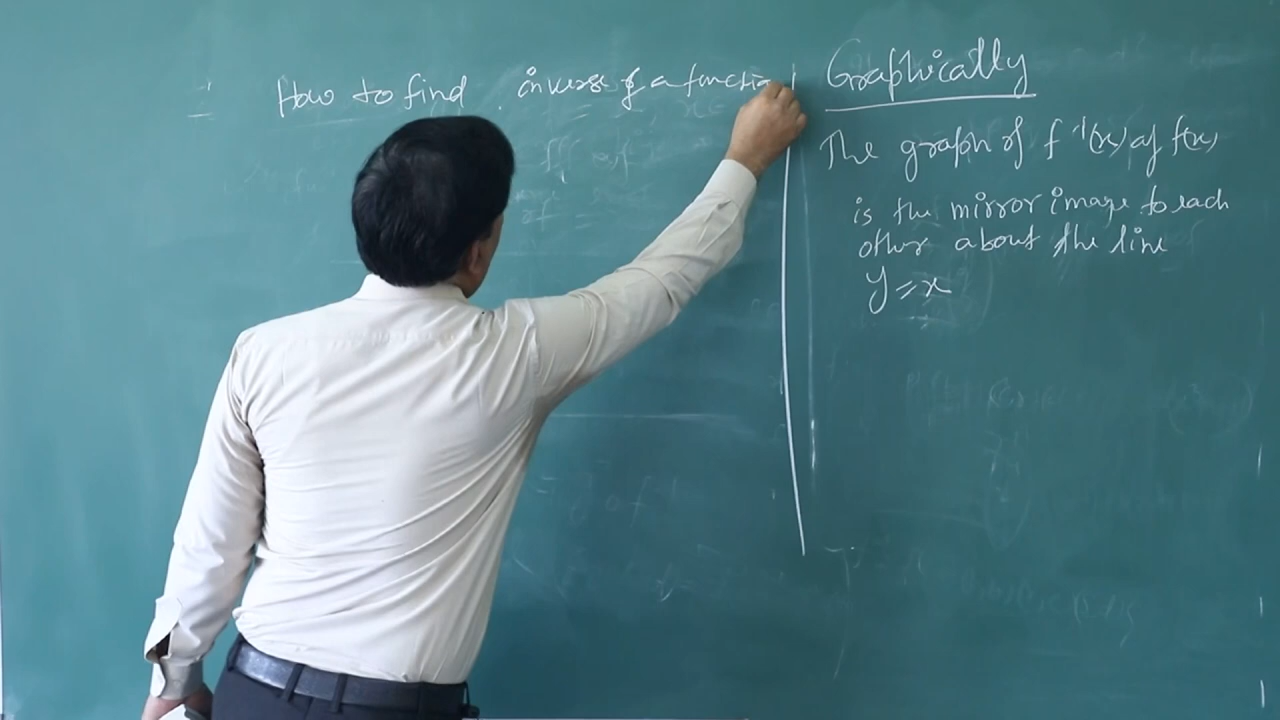 How to find inverse of a function
Graphically
The graph of f⁻¹(x) of f(x)
is the mirror image to each
other about the line
y = x